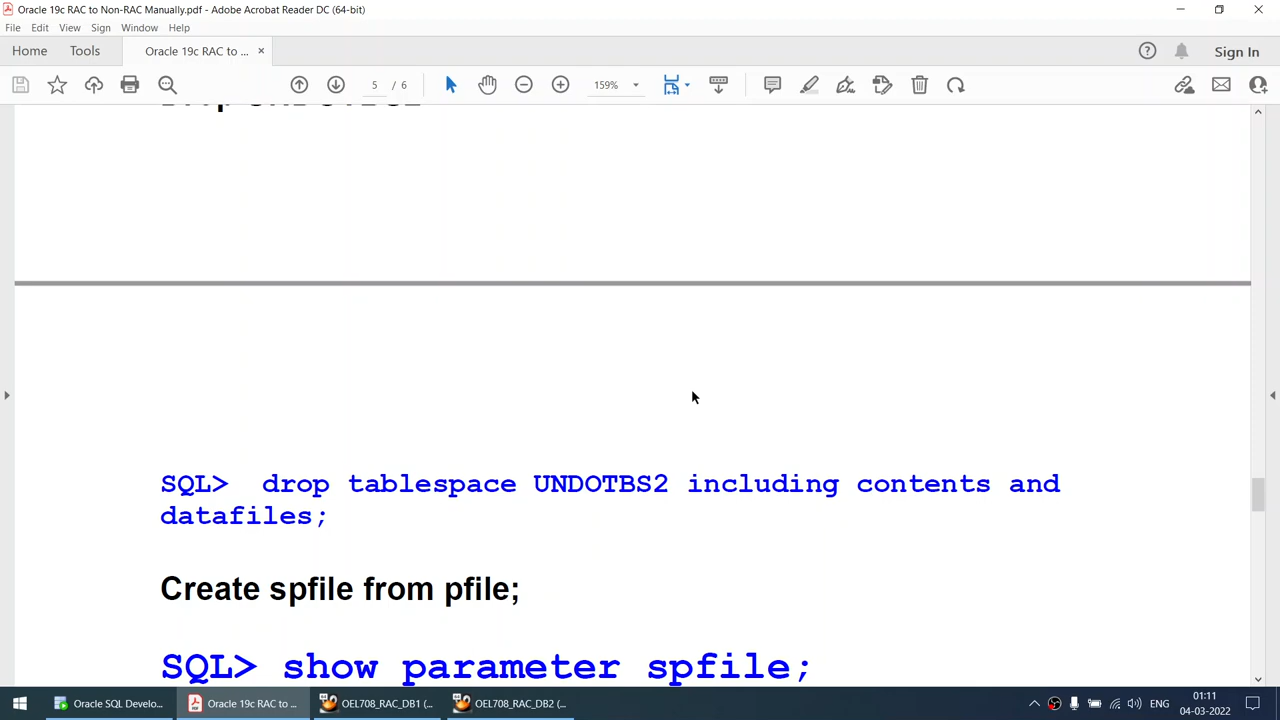 Oracle 19c RAC to Non-RAC Manually.pdf - Adobe Acrobat Reader DC (64-bit)
File Edit View Sign Window Help
Home Tools Oracle 19c RAC to ... × Sign In
5 / 6 159%
Drop UNDOTBS2
SQL> drop tablespace UNDOTBS2 including contents and
datafiles;
Create spfile from pfile;
SQL> show parameter spfile;
Oracle SQL Develo... Oracle 19c RAC to ... OEL708_RAC_DB1 (... OEL708_RAC_DB2 (... ENG 01:11
04-03-2022